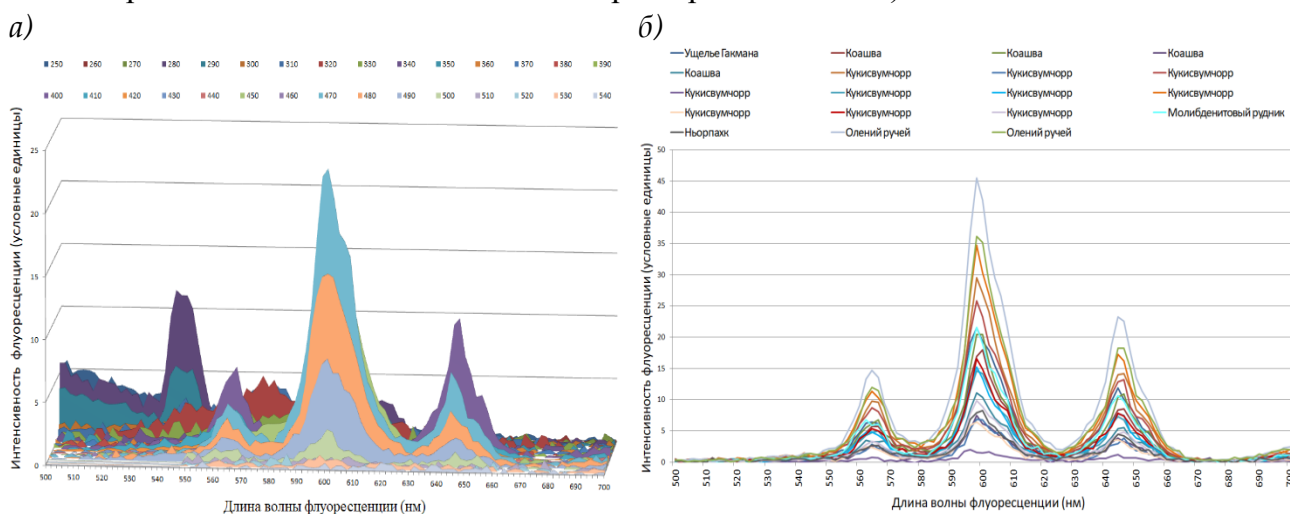 а)
б)
250 260 270 280 290 300 310 320 330 340 350 360 370 380 390
400 410 420 430 440 450 460 470 480 490 500 510 520 530 540
Интенсивность флуоресценции (условные единицы)
25
20
15
10
5
0
500 510 520 530 540 550 560 570 580 590 600 610 620 630 640 650 660 670 680 690 700
Длина волны флуоресценции (нм)
Ущелье Гакмана Коашва Коашва Коашва
Коашва Кукисвумчорр Кукисвумчорр Кукисвумчорр
Кукисвумчорр Кукисвумчорр Кукисвумчорр Кукисвумчорр
Кукисвумчорр Кукисвумчорр Кукисвумчорр Молибденитовый рудник
Ньорпахк Олений ручей Олений ручей
Интенсивность флуоресценции (условные единицы)
50
45
40
35
30
25
20
15
10
5
0
500 510 520 530 540 550 560 570 580 590 600 610 620 630 640 650 660 670 680 690
Длина волны флуоресценции (нм)